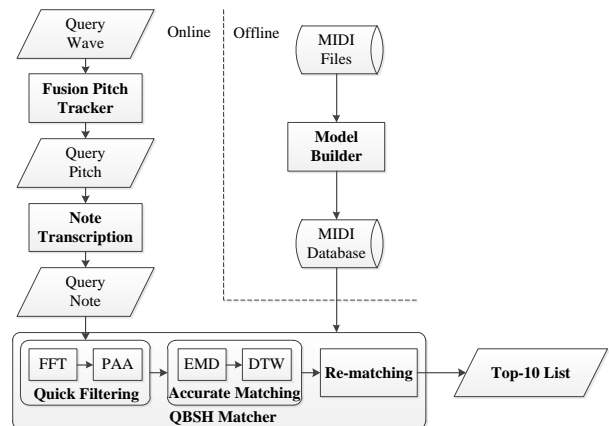 Query
Wave
Online
Offline
MIDI
Files
Fusion Pitch
Tracker
Model
Builder
Query
Pitch
Note
Transcription
MIDI
Database
Query
Note
FFT
PAA
Quick Filtering
EMD
DTW
Accurate Matching
Re-matching
QBSH Matcher
Top-10 List